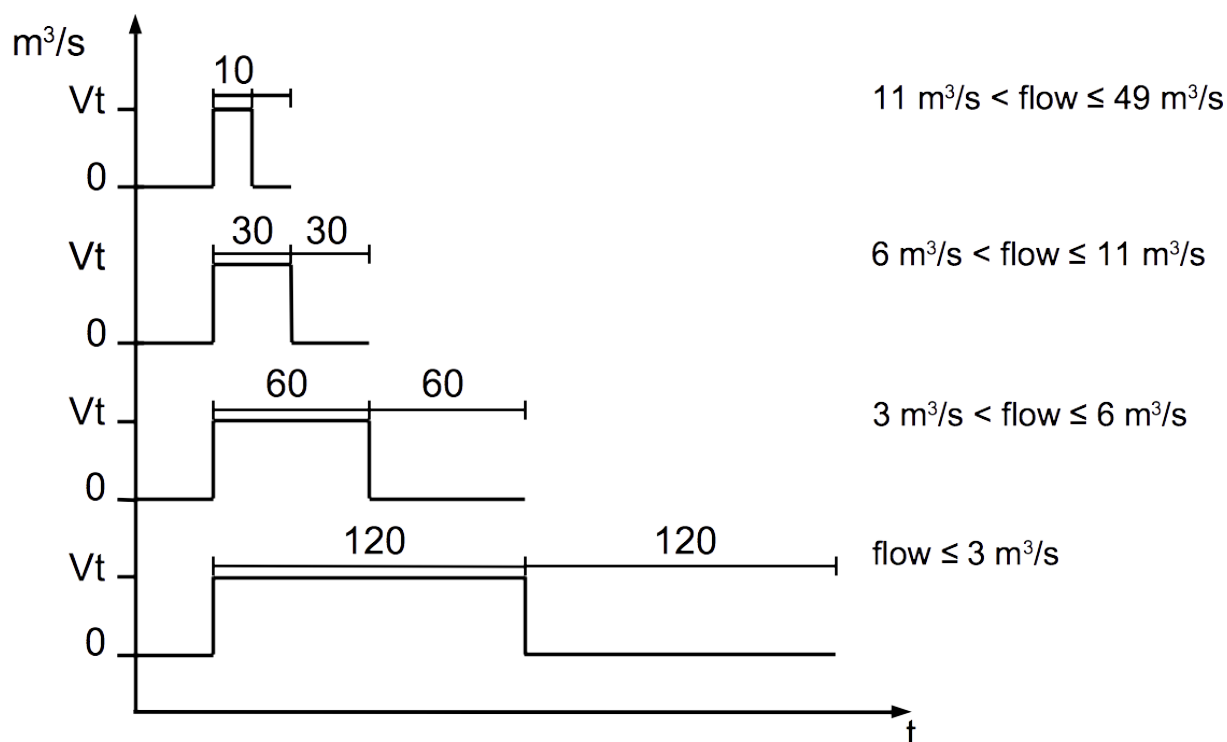 m³/s
10
Vt
11 m³/s < flow ≤ 49 m³/s
0
30 30
Vt
6 m³/s < flow ≤ 11 m³/s
0
60 60
Vt
3 m³/s < flow ≤ 6 m³/s
0
120 120
Vt
flow ≤ 3 m³/s
0
t